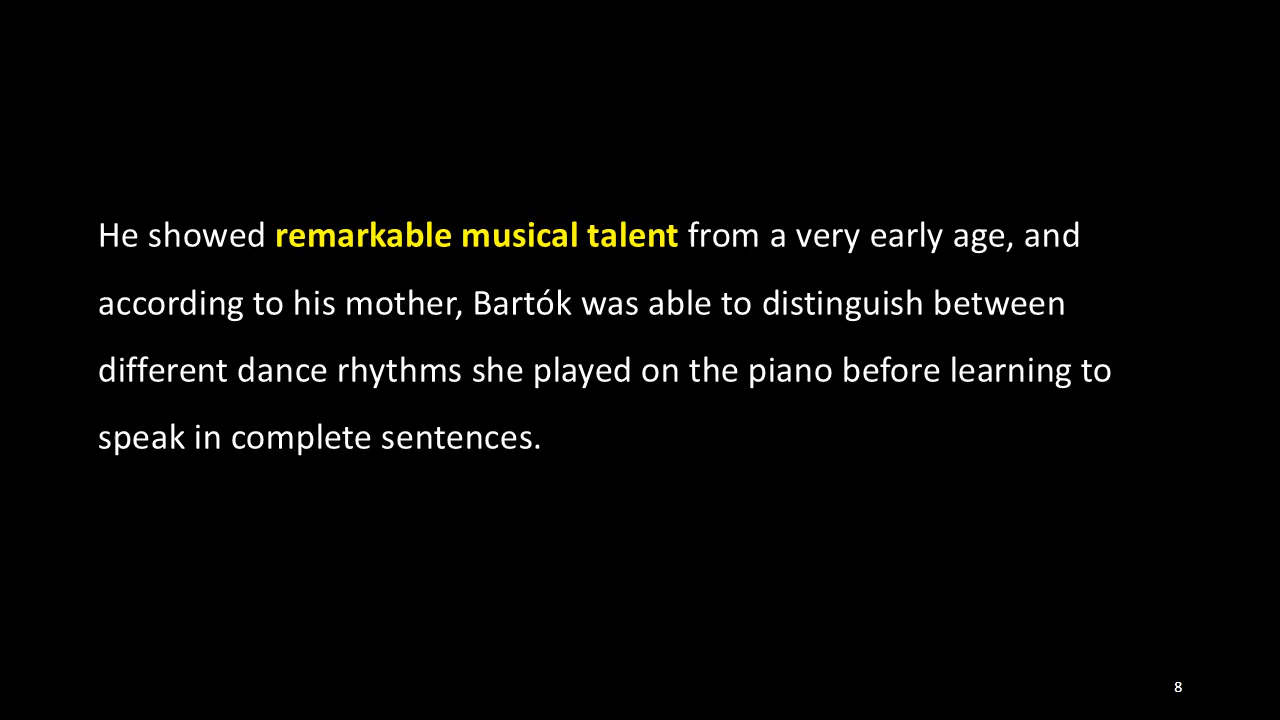 He showed remarkable musical talent from a very early age, and
according to his mother, Bartók was able to distinguish between
different dance rhythms she played on the piano before learning to
speak in complete sentences.
8